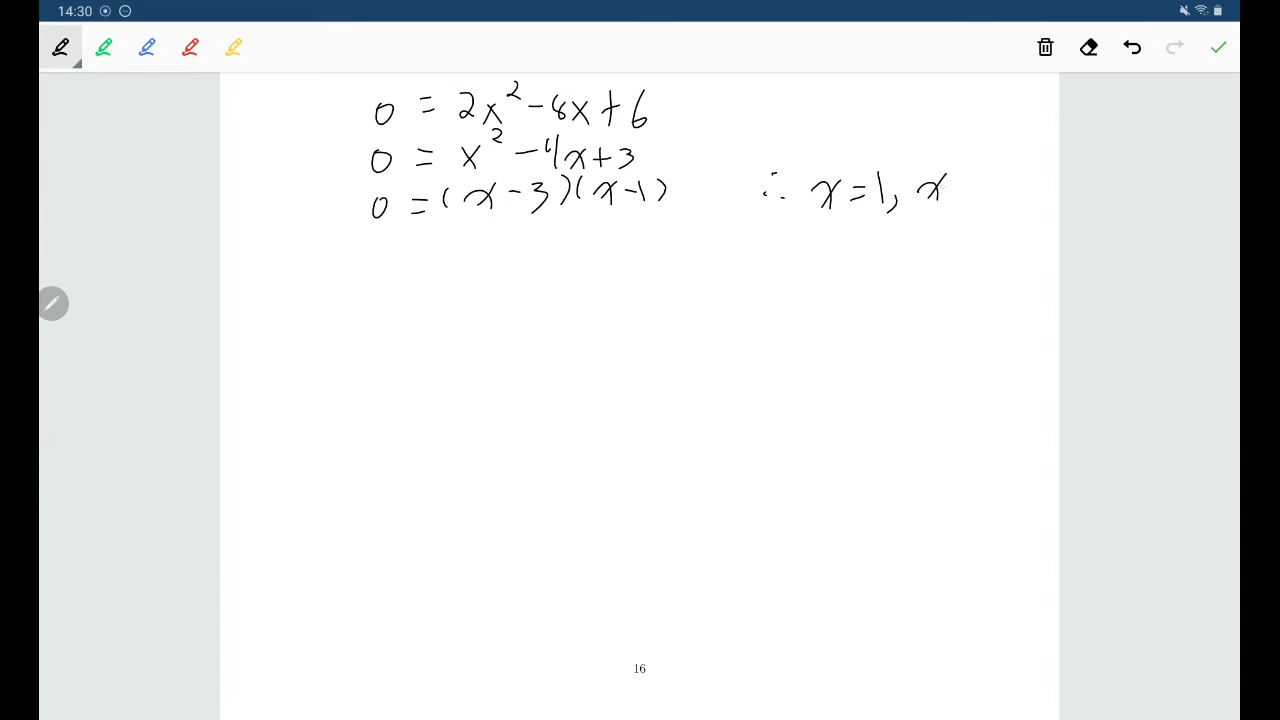 14:30
0 = 2x² - 8x + 6
0 = x² - 4x + 3
0 = (x - 3)(x - 1) ∴ x = 1, x
16